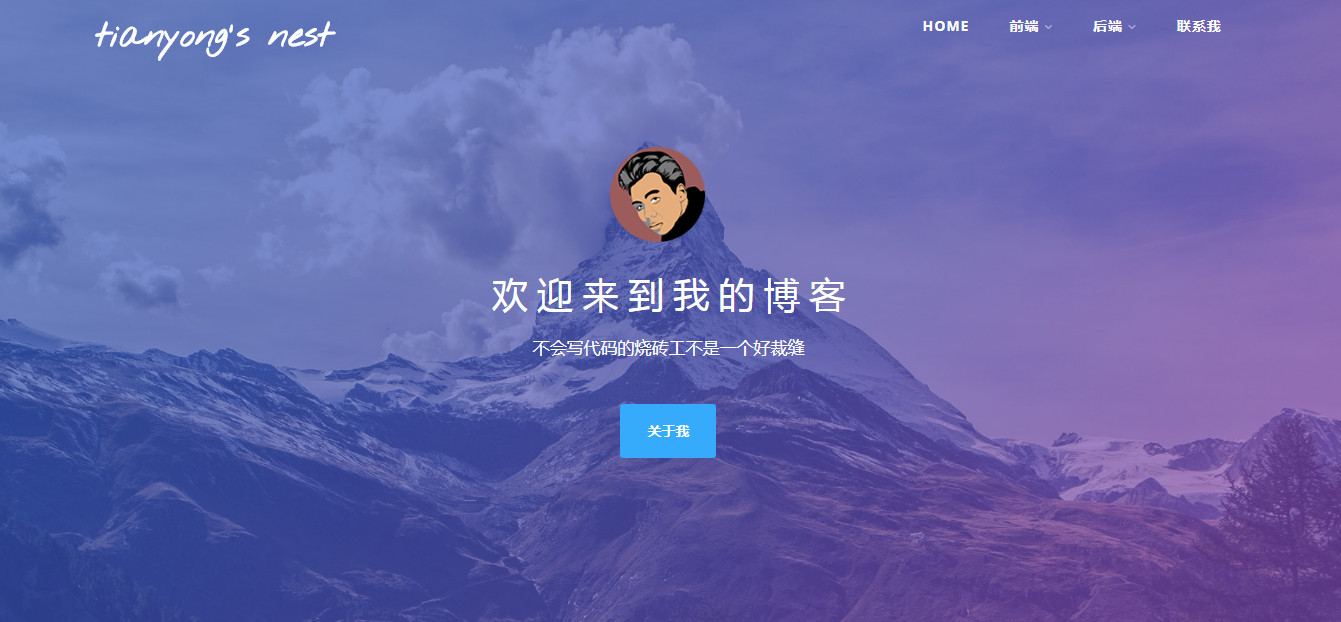 tianyong's nest
HOME 前端 后端 联系我
欢迎来到我的博客
不会写代码的烧砖工不是一个好裁缝
关于我